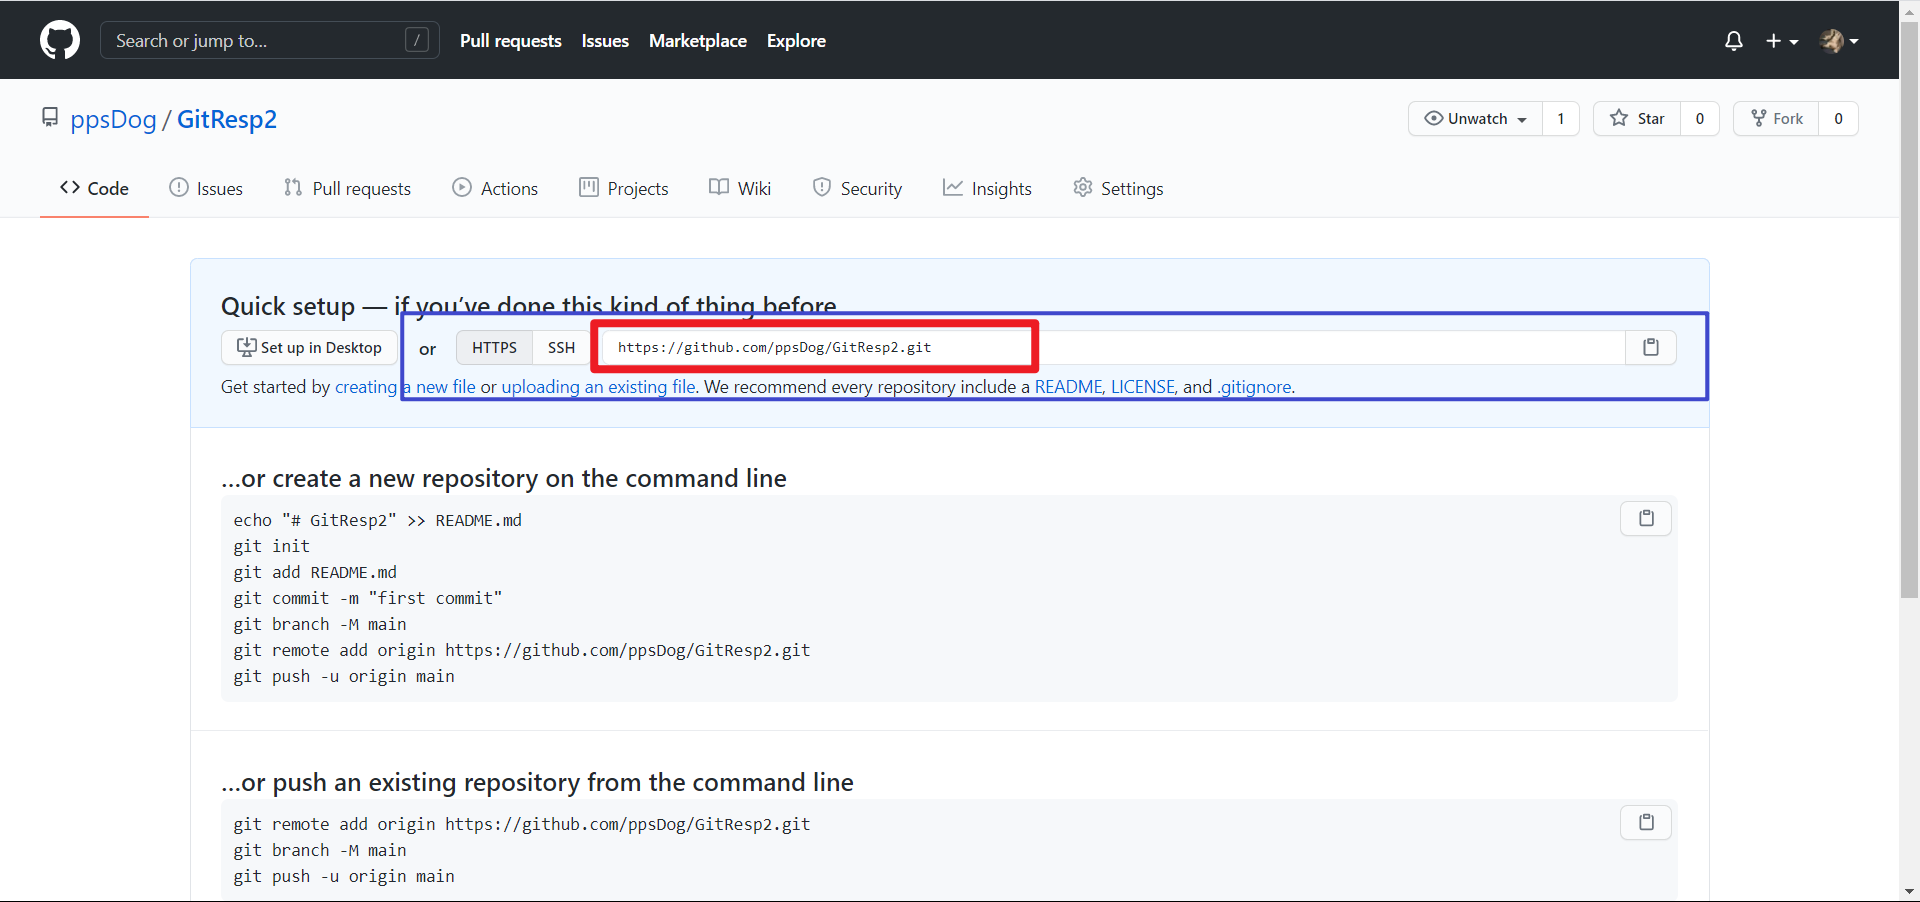 Search or jump to... / Pull requests Issues Marketplace Explore
ppsDog / GitResp2 Unwatch 1 Star 0 Fork 0
Code Issues Pull requests Actions Projects Wiki Security Insights Settings
Quick setup — if you’ve done this kind of thing before
Set up in Desktop or HTTPS SSH https://github.com/ppsDog/GitResp2.git
Get started by creating a new file or uploading an existing file. We recommend every repository include a README, LICENSE, and .gitignore.
…or create a new repository on the command line
echo "# GitResp2" >> README.md
git init
git add README.md
git commit -m "first commit"
git branch -M main
git remote add origin https://github.com/ppsDog/GitResp2.git
git push -u origin main
…or push an existing repository from the command line
git remote add origin https://github.com/ppsDog/GitResp2.git
git branch -M main
git push -u origin main